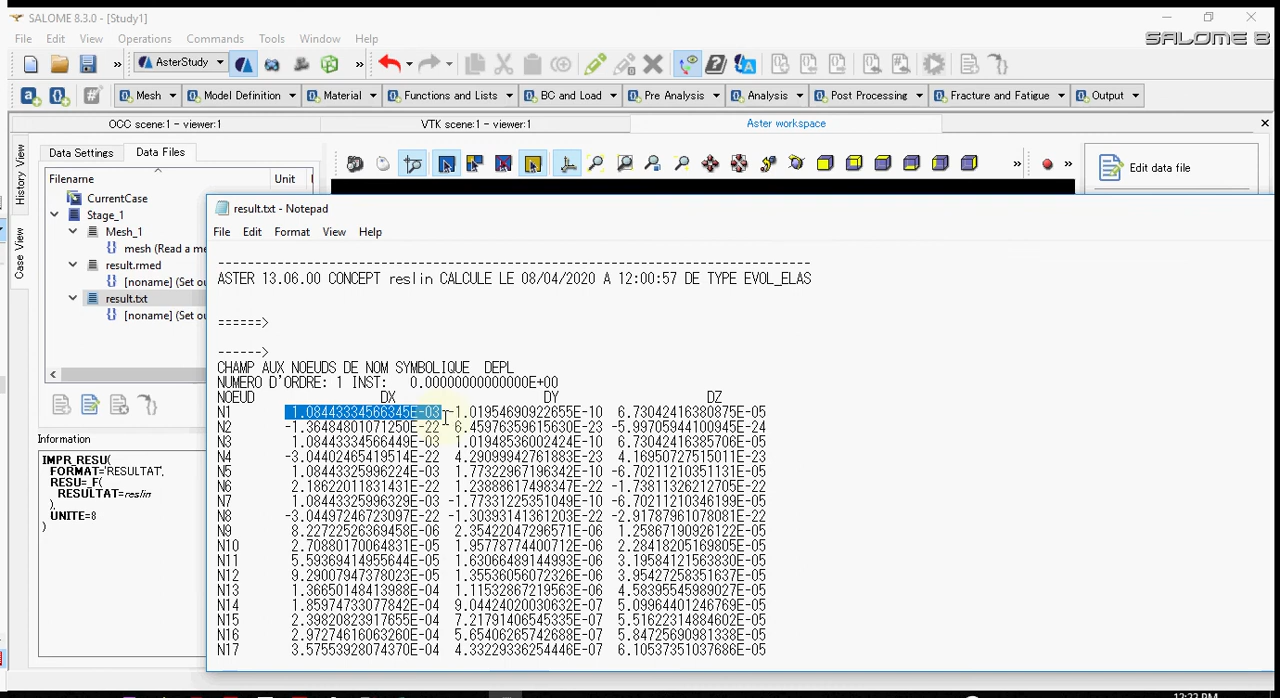 SALOME 8.3.0 - [Study1]
File Edit View Operations Commands Tools Window Help
SALOME 8
» AsterStudy »
Mesh Model Definition Material Functions and Lists BC and Load Pre Analysis Analysis Post Processing Fracture and Fatigue Output
OCC scene:1 - viewer:1 VTK scene:1 - viewer:1 Aster workspace
History View
Case View
Data Settings Data Files
» »
Edit data file
Filename Unit
CurrentCase
Stage_1
Mesh_1
mesh (Read a me
result.rmed
[noname] (Set ou
result.txt
[noname] (Set ou
Information
IMPR_RESU(
FORMAT='RESULTAT',
RESU=_F(
RESULTAT=reslin
),
UNITE=8
)
result.txt - Notepad
File Edit Format View Help
--------------------------------------------------------------------------------
ASTER 13.06.00 CONCEPT reslin CALCULE LE 08/04/2020 A 12:00:57 DE TYPE EVOL_ELAS
======>
------>
CHAMP AUX NOEUDS DE NOM SYMBOLIQUE DEPL
NUMERO D'ORDRE: 1 INST: 0.00000000000000E+00
NOEUD DX DY DZ
N1 1.08443334566345E-03 -1.01954690922655E-10 6.73042416380875E-05
N2 -1.36484801071250E-22 6.45976359615630E-23 -5.99705944100945E-24
N3 1.08443334566449E-03 1.01948536002424E-10 6.73042416385706E-05
N4 -3.04402465419514E-22 4.29099942761883E-23 4.16950727515011E-23
N5 1.08443325996224E-03 1.77322967196342E-10 -6.70211210351131E-05
N6 2.18622011831431E-22 1.23888617498347E-22 -1.73811326212705E-22
N7 1.08443325996329E-03 -1.77331225351049E-10 -6.70211210346199E-05
N8 -3.04497246723097E-22 -1.30393141361203E-22 -2.91787961078081E-22
N9 8.22722526369458E-06 2.35422047296571E-06 1.25867190926122E-05
N10 2.70880170064831E-05 1.95778774400712E-06 2.28418205169805E-05
N11 5.59369414955644E-05 1.63066489144993E-06 3.19584121563830E-05
N12 9.29007947378023E-05 1.35536056072326E-06 3.95427258351637E-05
N13 1.36650148413988E-04 1.11532867219563E-06 4.58395545989027E-05
N14 1.85974733077842E-04 9.04424020030632E-07 5.09964401246769E-05
N15 2.39820823917655E-04 7.21791406545335E-07 5.51622314884602E-05
N16 2.97274616063260E-04 5.65406265742688E-07 5.84725690981338E-05
N17 3.57553928074370E-04 4.33229336254446E-07 6.10537351037686E-05